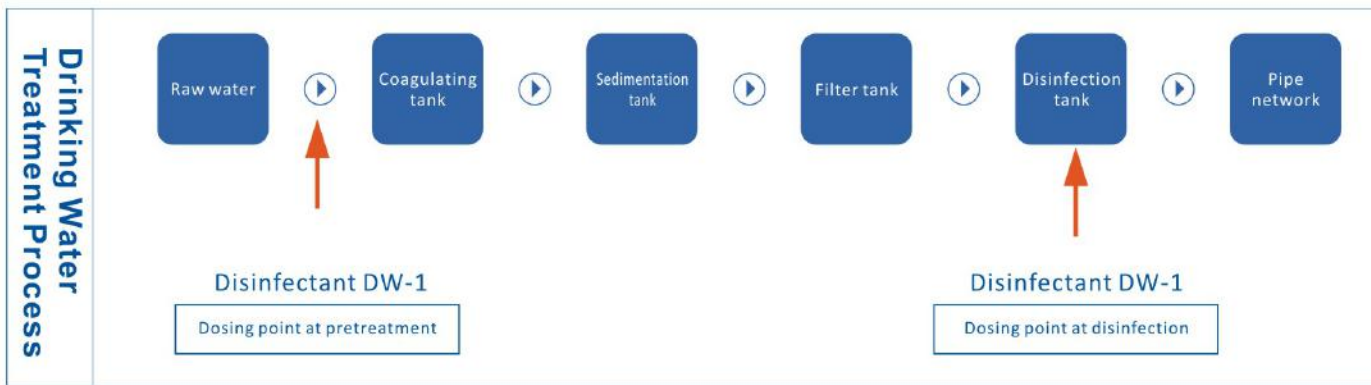 Drinking Water
Treatment Process
Raw water
Coagulating
tank
Sedimentation
tank
Filter tank
Disinfection
tank
Pipe
network
Disinfectant DW-1
Dosing point at pretreatment
Disinfectant DW-1
Dosing point at disinfection